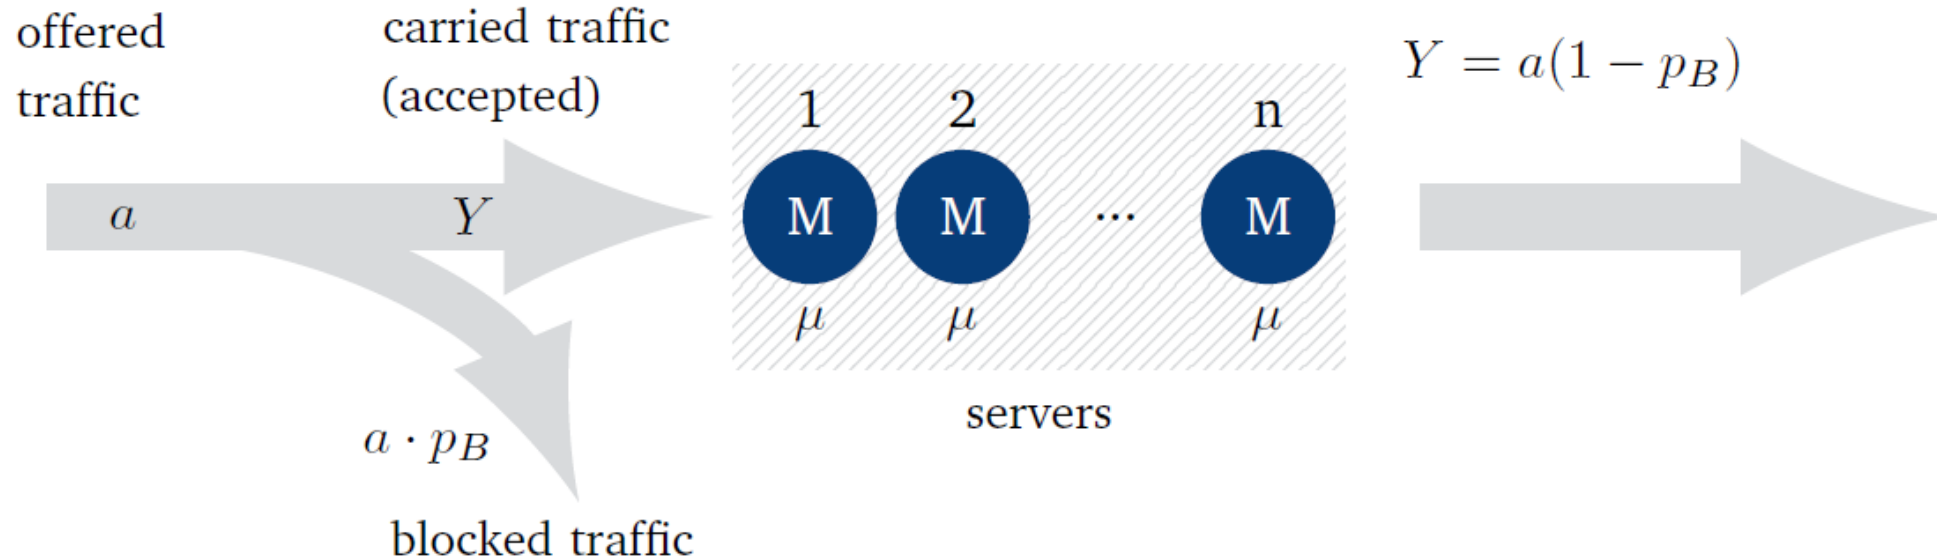 offered
traffic
carried traffic
(accepted)
Y = a(1 − p_B)
1 2 n
a Y M M ··· M
μ μ μ
servers
a · p_B
blocked traffic